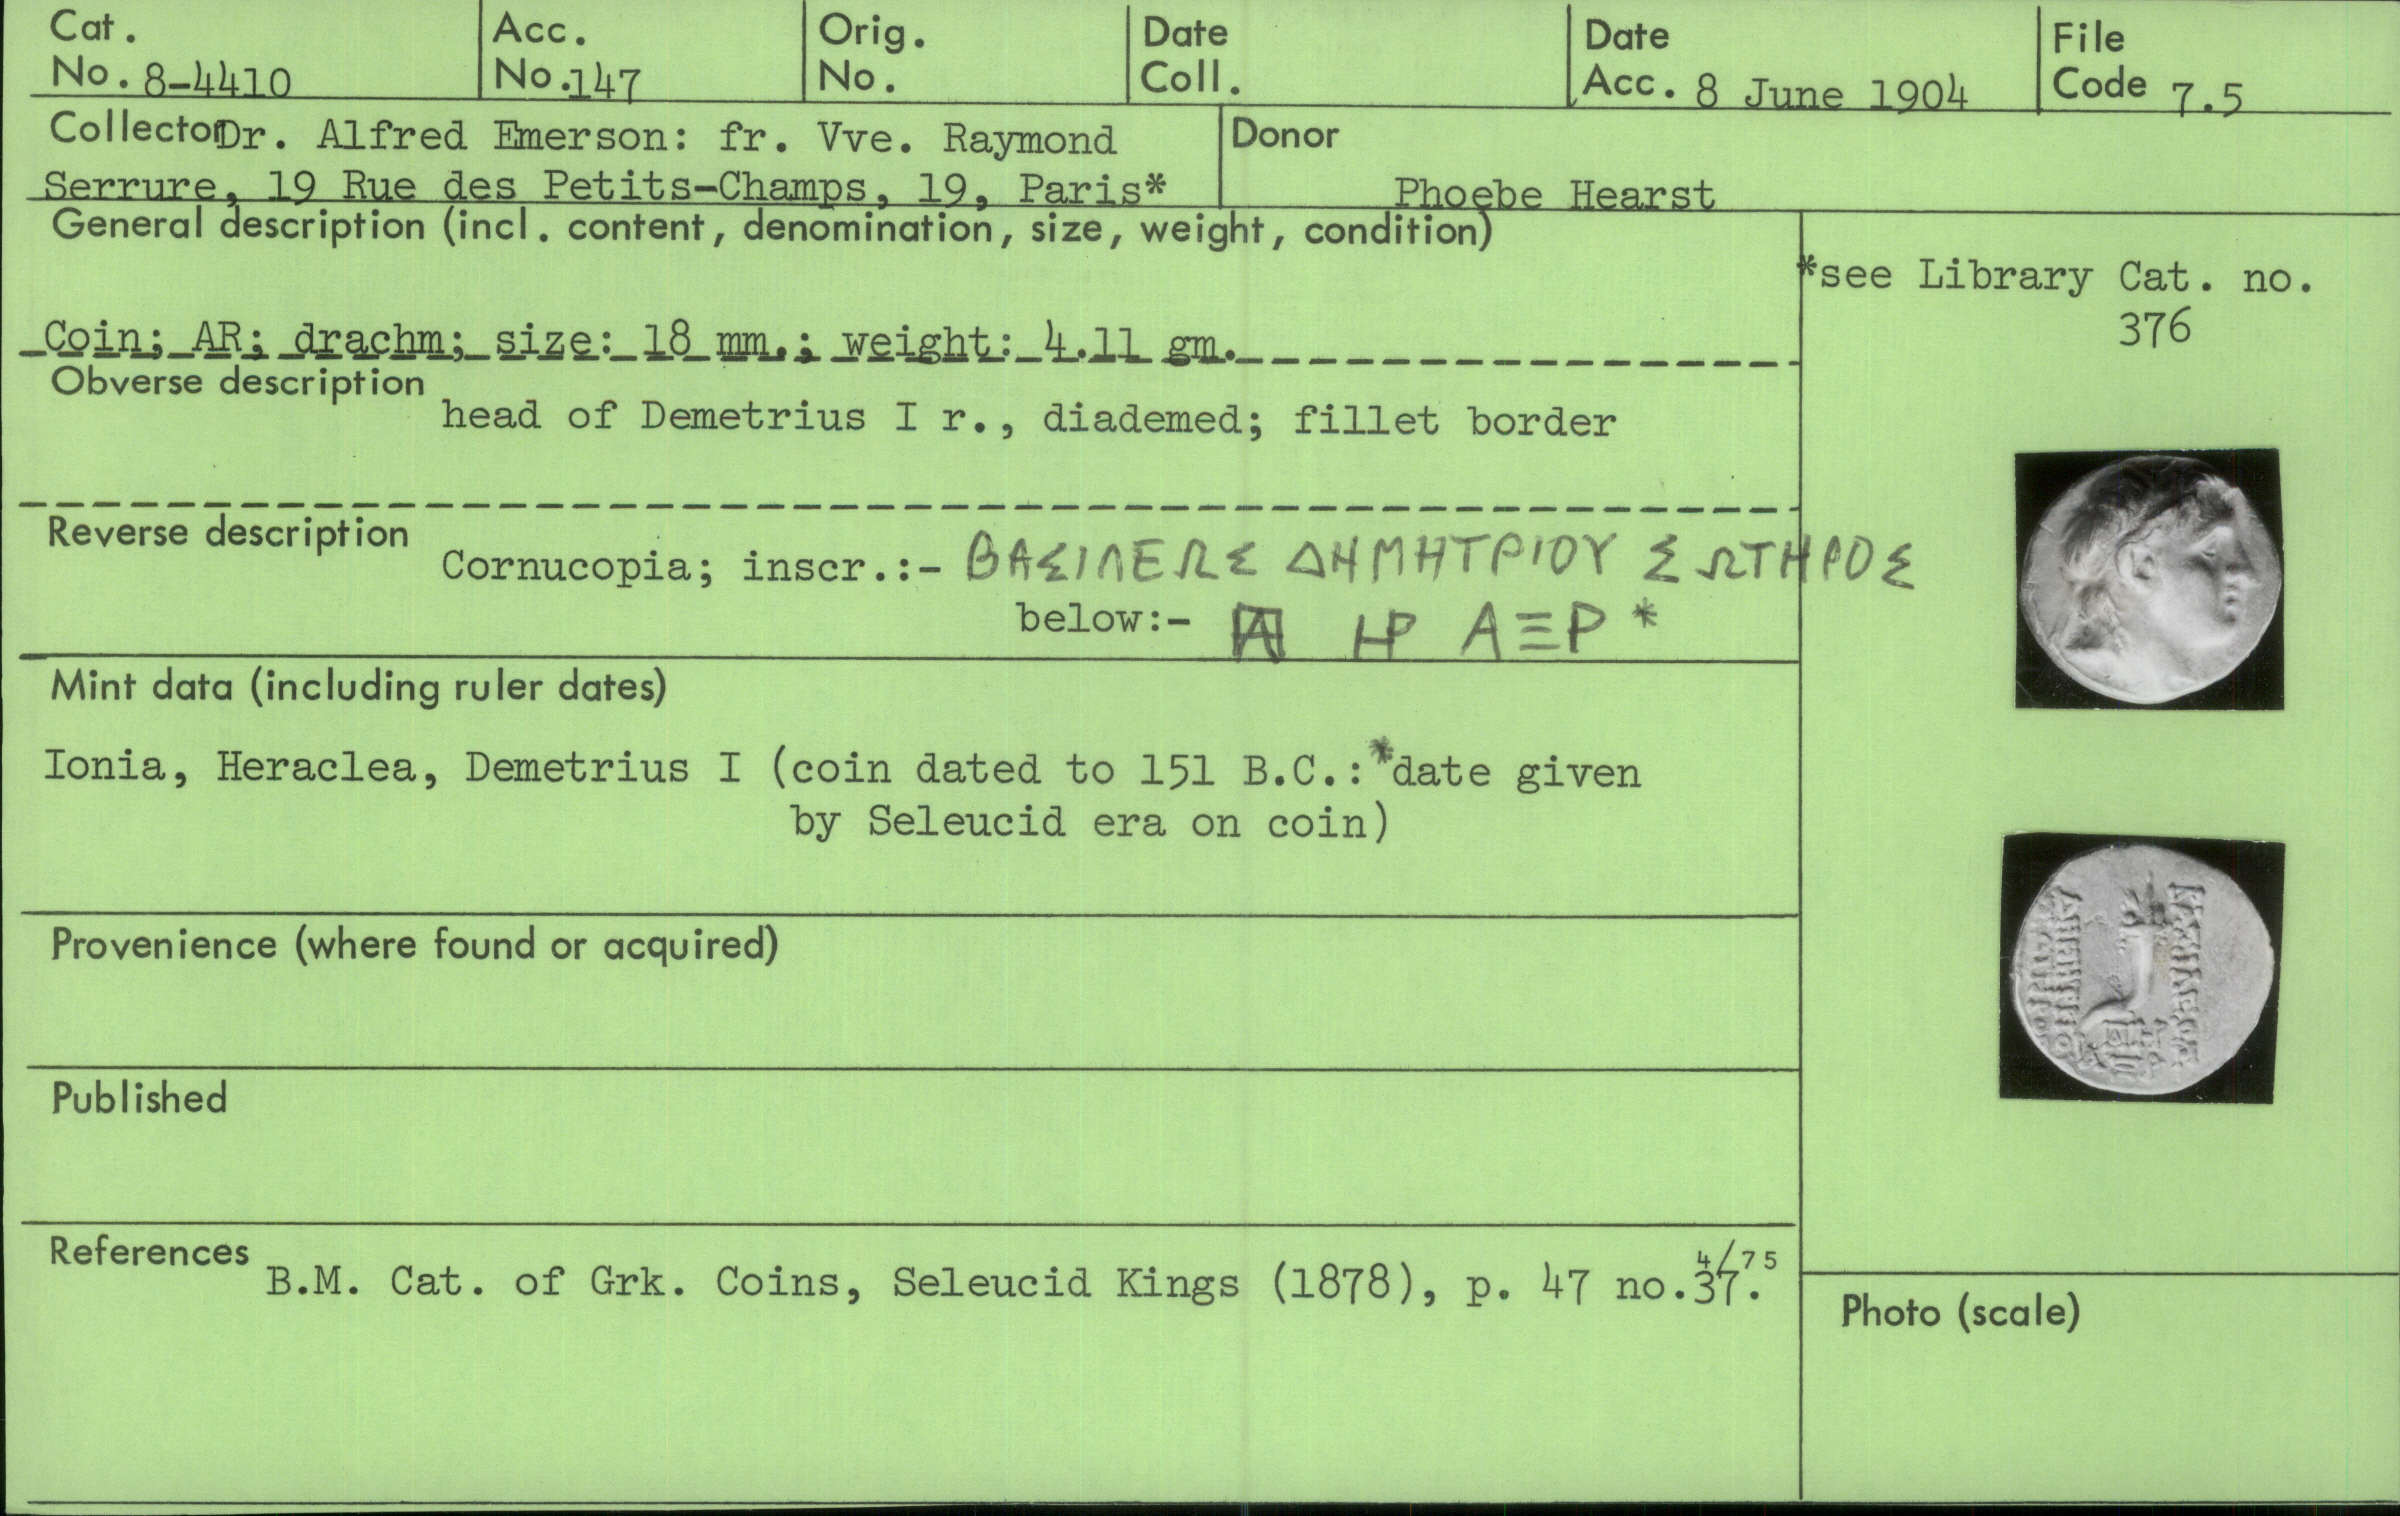 Cat. No. 8-4410
Acc. No. 147
Orig. No.
Date Coll.
Date Acc. 8 June 1904
File Code 7.5
Collector Dr. Alfred Emerson: fr. Vve. Raymond
Serrure, 19 Rue des Petits-Champs, 19, Paris*
Donor
Phoebe Hearst
General description (incl. content, denomination, size, weight, condition)
Coin; AR; drachm; size: 18 mm.; weight: 4.11 gm.
*see Library Cat. no.
376
Obverse description
head of Demetrius I r., diademed; fillet border
Reverse description
Cornucopia; inscr.:- ΒΑΣΙΛΕΩΣ ΔΗΜΗΤΡΙΟΥ ΣΩΤΗΡΟΣ
below:- ΑΞΡ *
Mint data (including ruler dates)
Ionia, Heraclea, Demetrius I (coin dated to 151 B.C.:*date given
by Seleucid era on coin)
Provenience (where found or acquired)
Published
References
B.M. Cat. of Grk. Coins, Seleucid Kings (1878), p. 47 no.37.
4/75
Photo (scale)